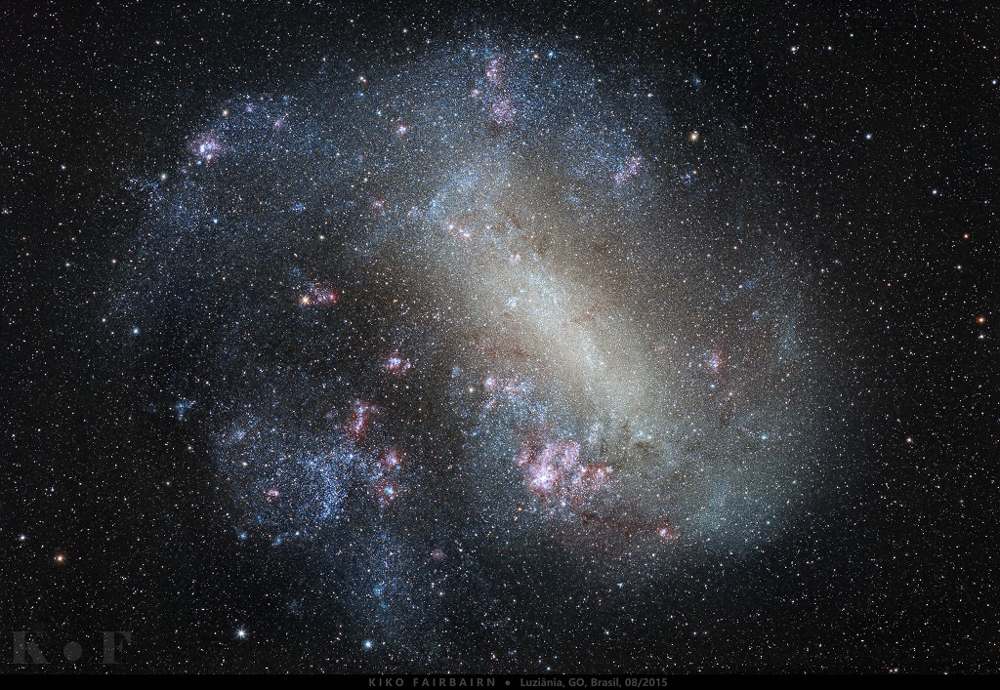 K • F
KIKO FAIRBAIRN • Luziânia, GO, Brasil, 08/2015